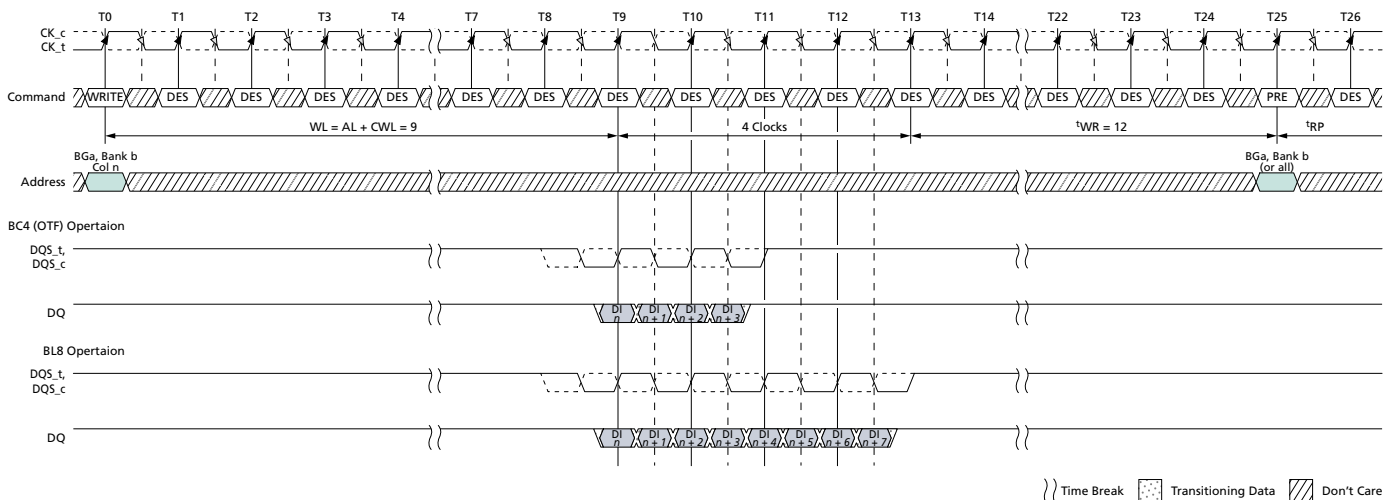 T0 T1 T2 T3 T4 T7 T8 T9 T10 T11 T12 T13 T14 T22 T23 T24 T25 T26
CK_c
CK_t
Command WRITE DES DES DES DES DES DES DES DES DES DES DES DES DES DES DES PRE DES
WL = AL + CWL = 9 4 Clocks tWR = 12 tRP
BGa, Bank b
Col n
BGa, Bank b
(or all)
Address
BC4 (OTF) Opertaion
DQS_t,
DQS_c
DQ DI n DI n + 1 DI n + 2 DI n + 3
BL8 Opertaion
DQS_t,
DQS_c
DQ DI n DI n + 1 DI n + 2 DI n + 3 DI n + 4 DI n + 5 DI n + 6 DI n + 7
Time Break Transitioning Data Don't Care